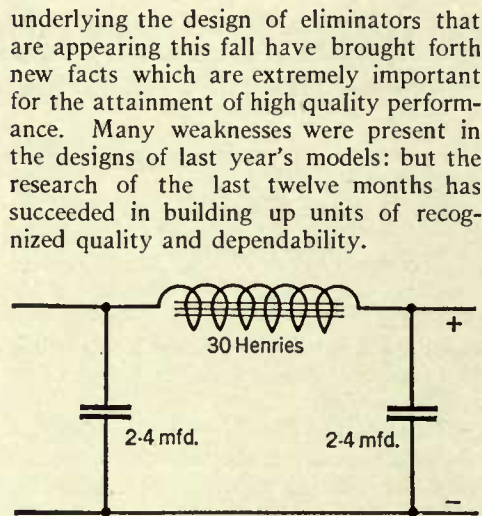 underlying the design of eliminators that
are appearing this fall have brought forth
new facts which are extremely important
for the attainment of high quality perform-
ance. Many weaknesses were present in
the designs of last year's models: but the
research of the last twelve months has
succeeded in building up units of recog-
nized quality and dependability.
+
30 Henries
2-4 mfd.
2-4 mfd.
−